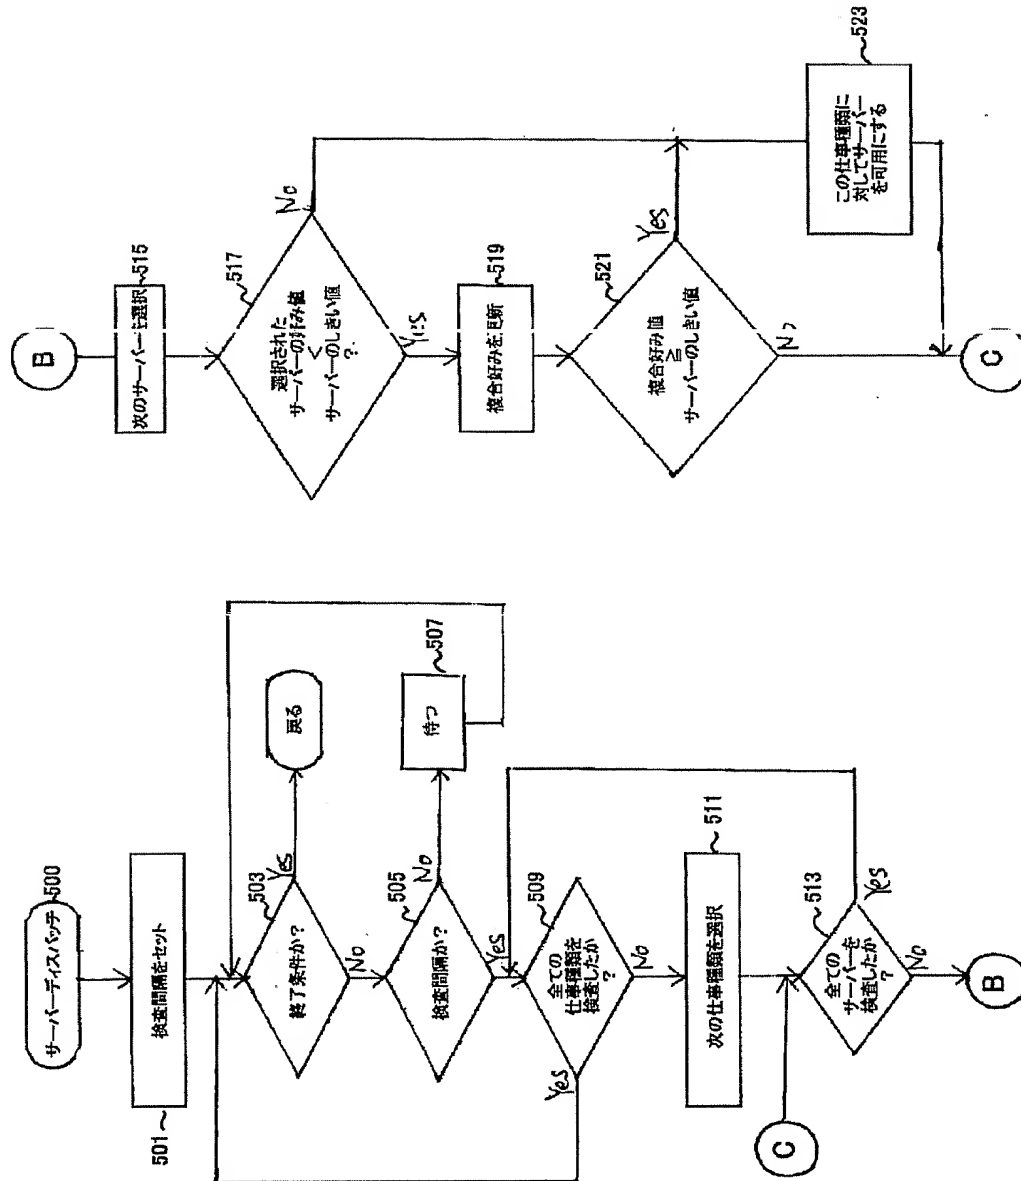 サーバーディスパッチ
500
検査間隔をセット
501
終了条件か?
503
Yes
No
戻る
検査間隔か?
505
No
Yes
待つ
507
全ての
仕事種類を
検査したか
?
509
Yes
No
次の仕事種類を選択
511
C
全ての
サーバーを
検査したか
?
513
Yes
No
B
B
次のサーバーを選択
515
選択された
サーバーの好み値
<
サーバーのしきい値
?
517
No
Yes
複合好みを更新
519
複合好み値
≧
サーバーのしきい値
521
Yes
No
この仕事種類に
対してサーバー
を可用にする
523
C